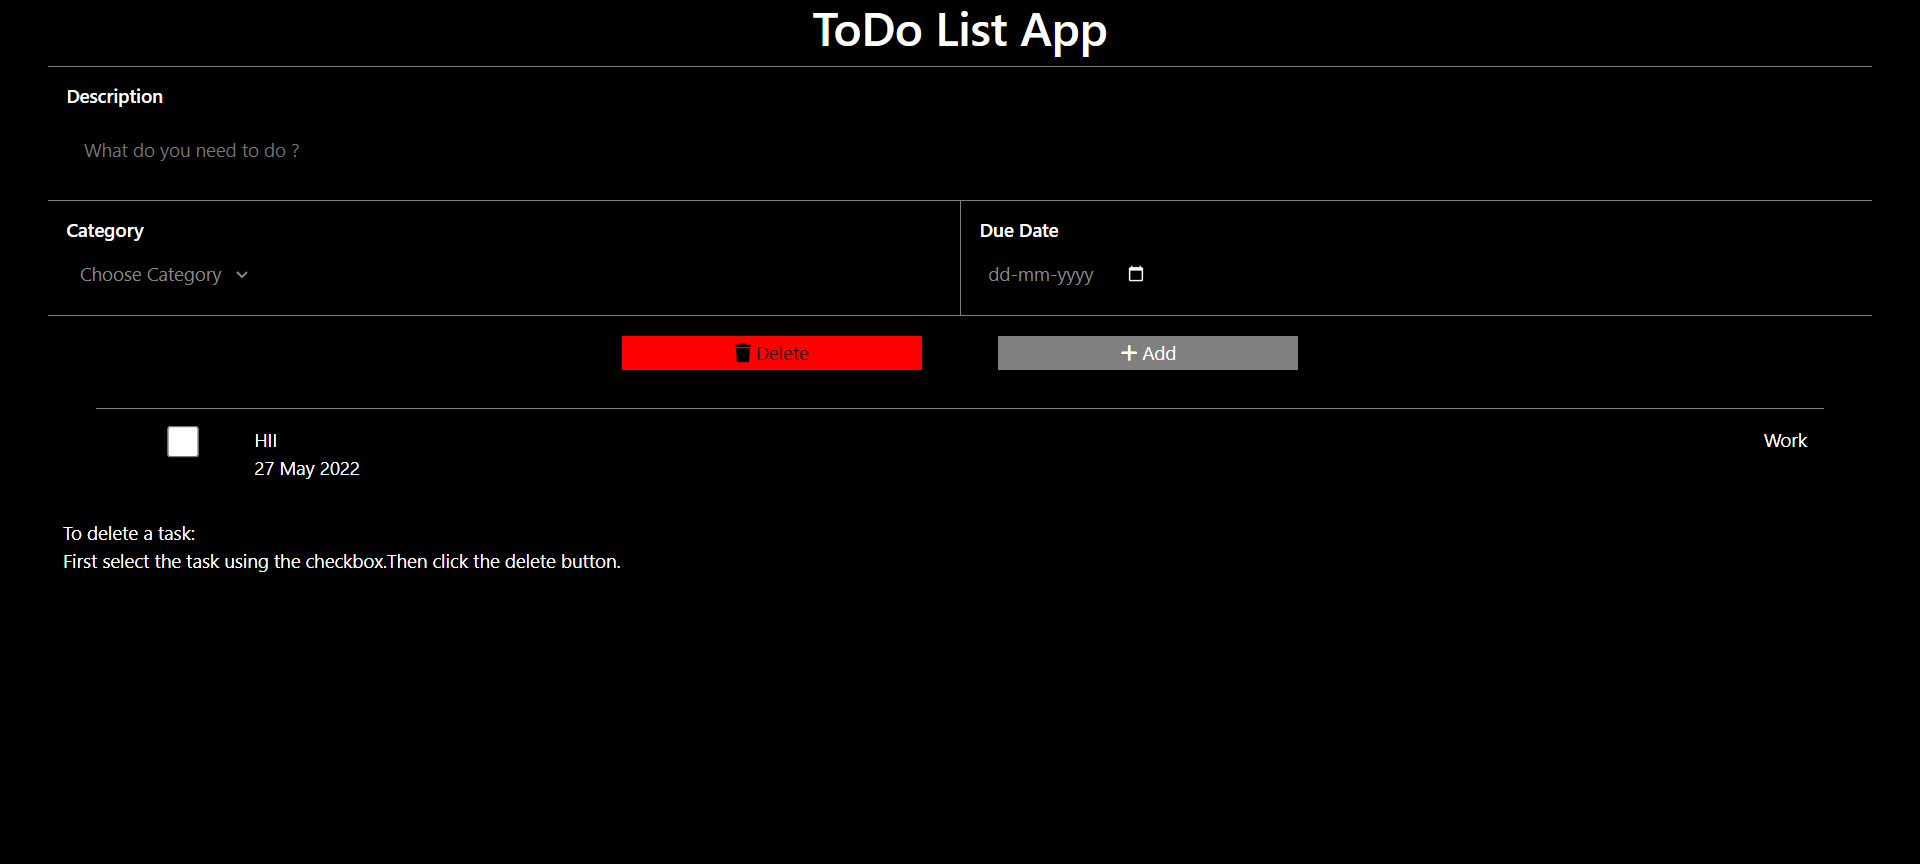 ToDo List App
Description
What do you need to do ?
Category
Due Date
Choose Category
dd-mm-yyyy
Delete
Add
HII
Work
27 May 2022
To delete a task:
First select the task using the checkbox.Then click the delete button.